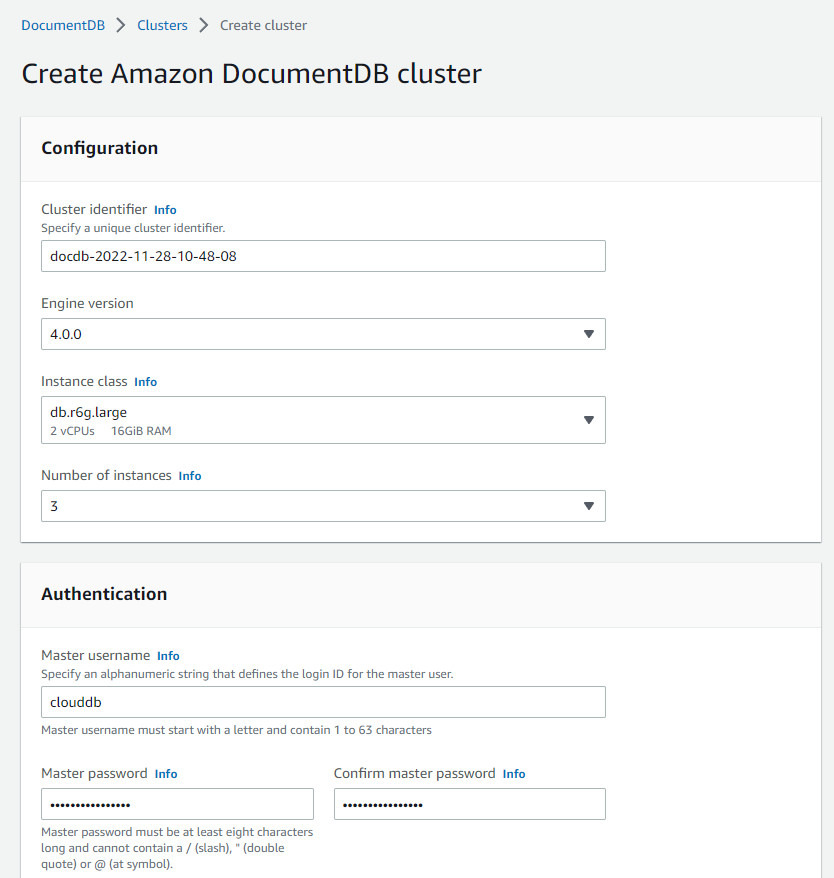 DocumentDB > Clusters > Create cluster
Create Amazon DocumentDB cluster
Configuration
Cluster identifier Info
Specify a unique cluster identifier.
docdb-2022-11-28-10-48-08
Engine version
4.0.0
Instance class Info
db.r6g.large
2 vCPUs 16GiB RAM
Number of instances Info
3
Authentication
Master username Info
Specify an alphanumeric string that defines the login ID for the master user.
clouddb
Master username must start with a letter and contain 1 to 63 characters
Master password Info Confirm master password Info
•••••••••••••••• ••••••••••••••••
Master password must be at least eight characters
long and cannot contain a / (slash), " (double
quote) or @ (at symbol).